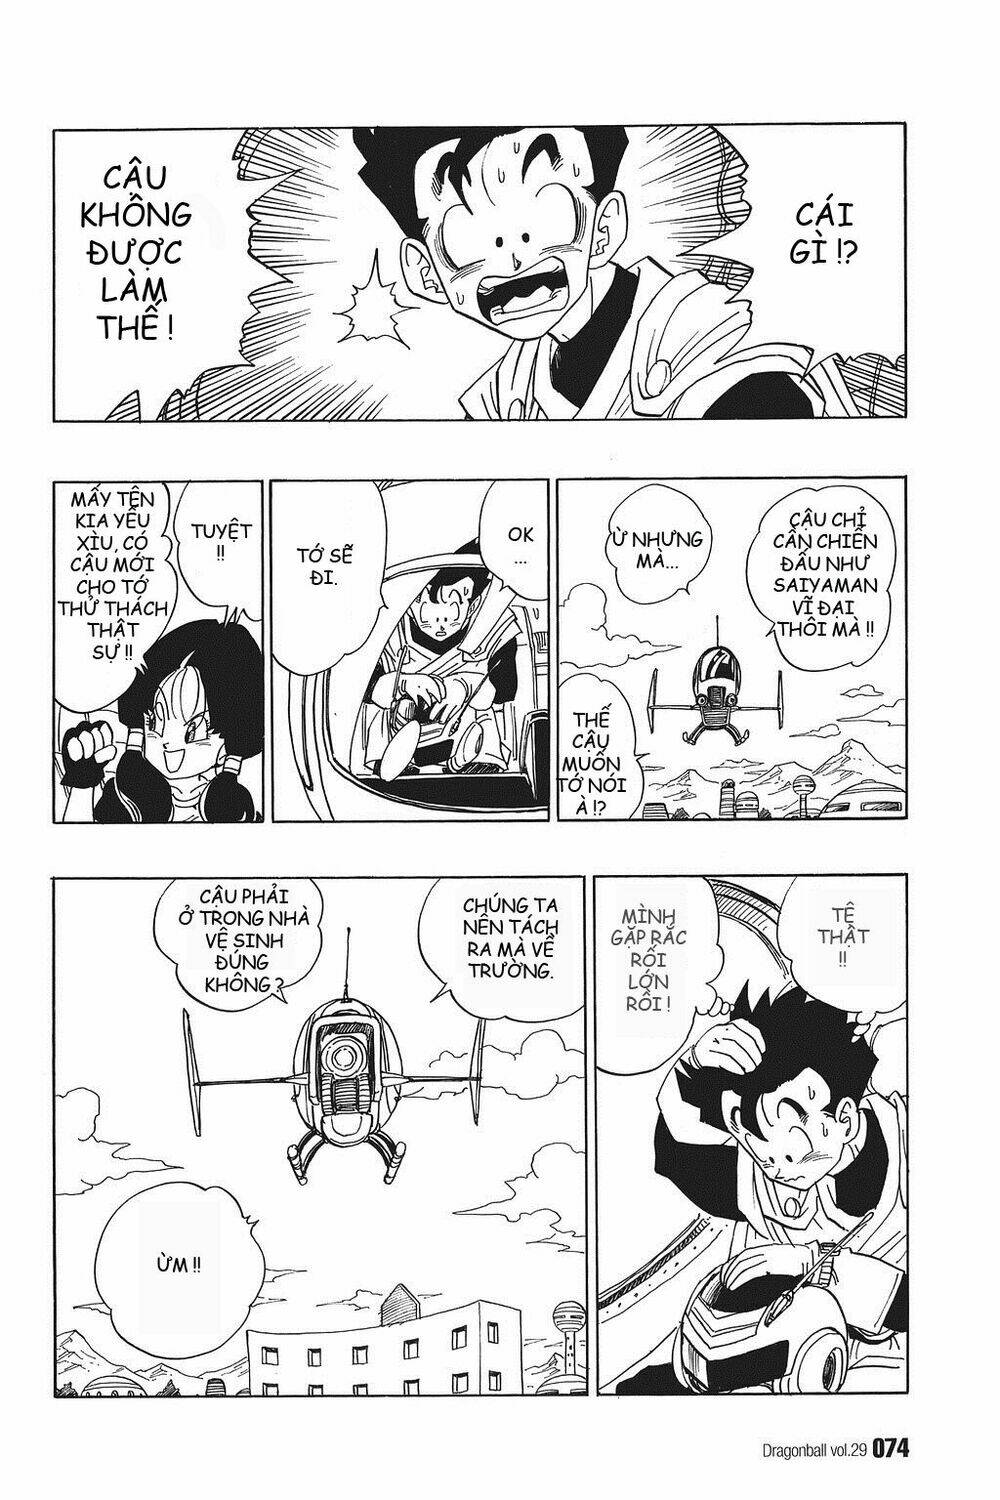 CÁI
GÌ !?
CẬU
KHÔNG
ĐƯỢC
LÀM
THẾ !
CẬU CHỈ
CẦN CHIẾN
ĐẤU NHƯ
SAIYAMAN
VĨ ĐẠI
THÔI MÀ !!
Ừ NHƯNG
MÀ...
THẾ
CẬU
MUỐN
TỚ NÓI
À !?
OK
...
TỚ SẼ
ĐI.
TUYỆT
!!
MẤY TÊN
KIA YẾU
XÌU, CÓ
CẬU MỚI
CHO TỚ
THỬ THÁCH
THẬT
SỰ !!
TỆ
THẬT
!!
MÌNH
GẶP RẮC
RỐI
LỚN
RỒI !
CHÚNG TA
NÊN TÁCH
RA MÀ VỀ
TRƯỜNG.
CẬU PHẢI
Ở TRONG NHÀ
VỆ SINH
ĐÚNG
KHÔNG ?
ỪM !!
Dragonball vol.29 074